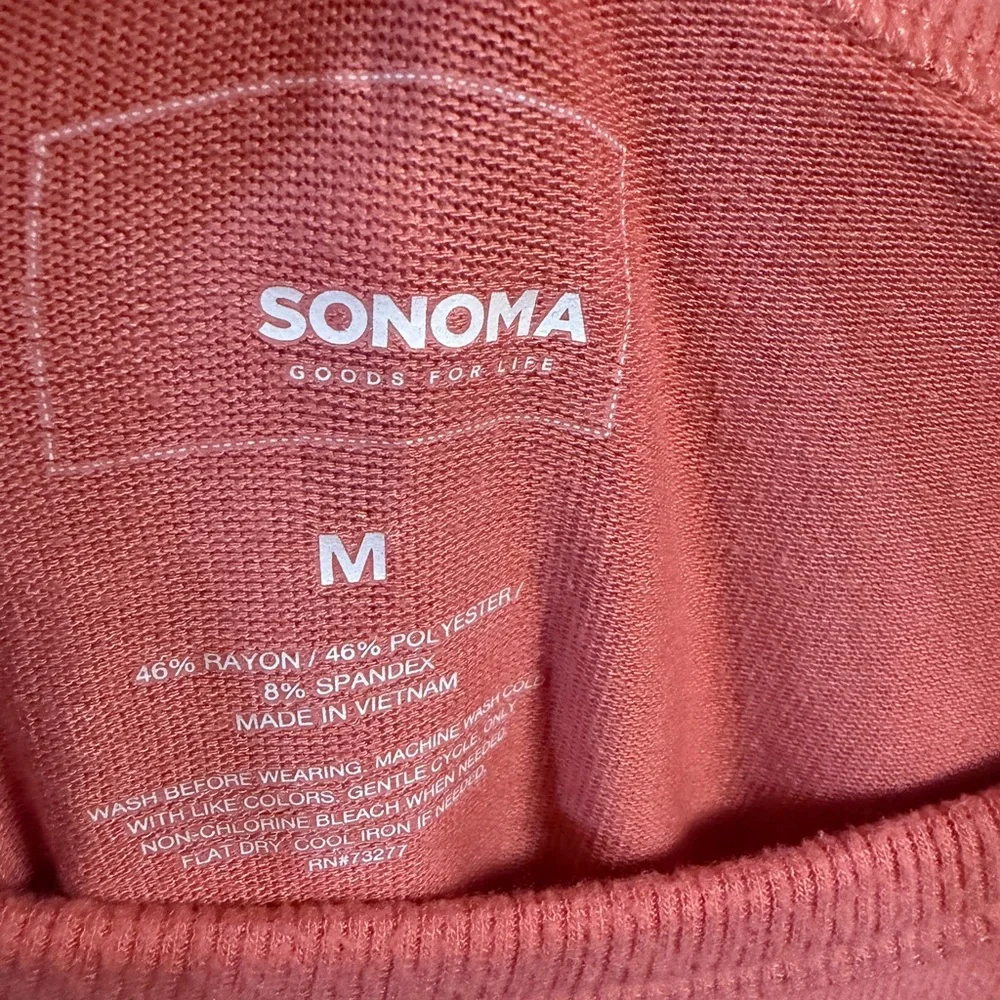 SONOMA
GOODS FOR LIFE
M
46% RAYON / 46% POLYESTER /
8% SPANDEX
MADE IN VIETNAM
WASH BEFORE WEARING. MACHINE WASH COLD
WITH LIKE COLORS. GENTLE CYCLE. ONLY
NON-CHLORINE BLEACH WHEN NEEDED.
FLAT DRY. COOL IRON IF NEEDED.
RN#73277